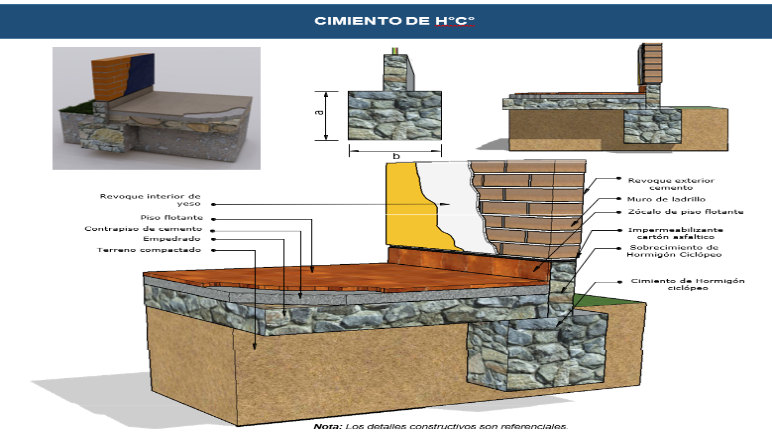 CIMIENTO DE H°C°
a
b
Revoque interior de
yeso
Piso flotante
Contrapiso de cemento
Empedrado
Terreno compactado
Revoque exterior
cemento
Muro de ladrillo
Zócalo de piso flotante
Impermeabilizante
cartón asfaltico
Sobrecimiento de
Hormigón Ciclópeo
Cimiento de Hormigón
ciclópeo
Nota: Los detalles constructivos son referenciales.